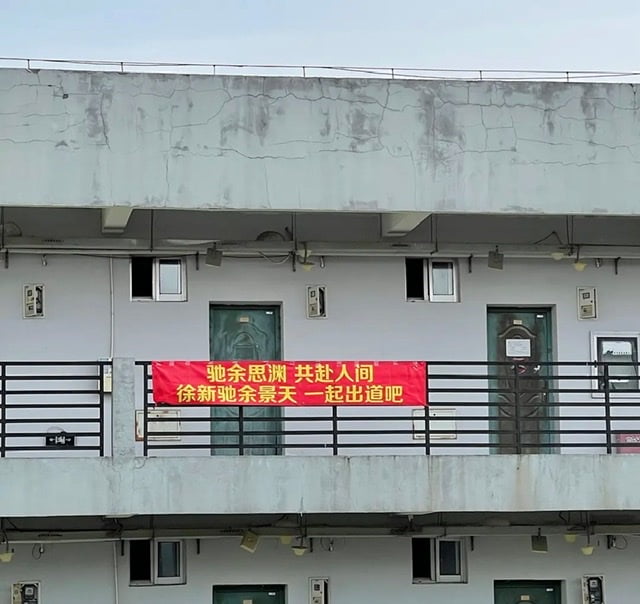 驰余思渊 共赴人间
徐新驰余景天 一起出道吧